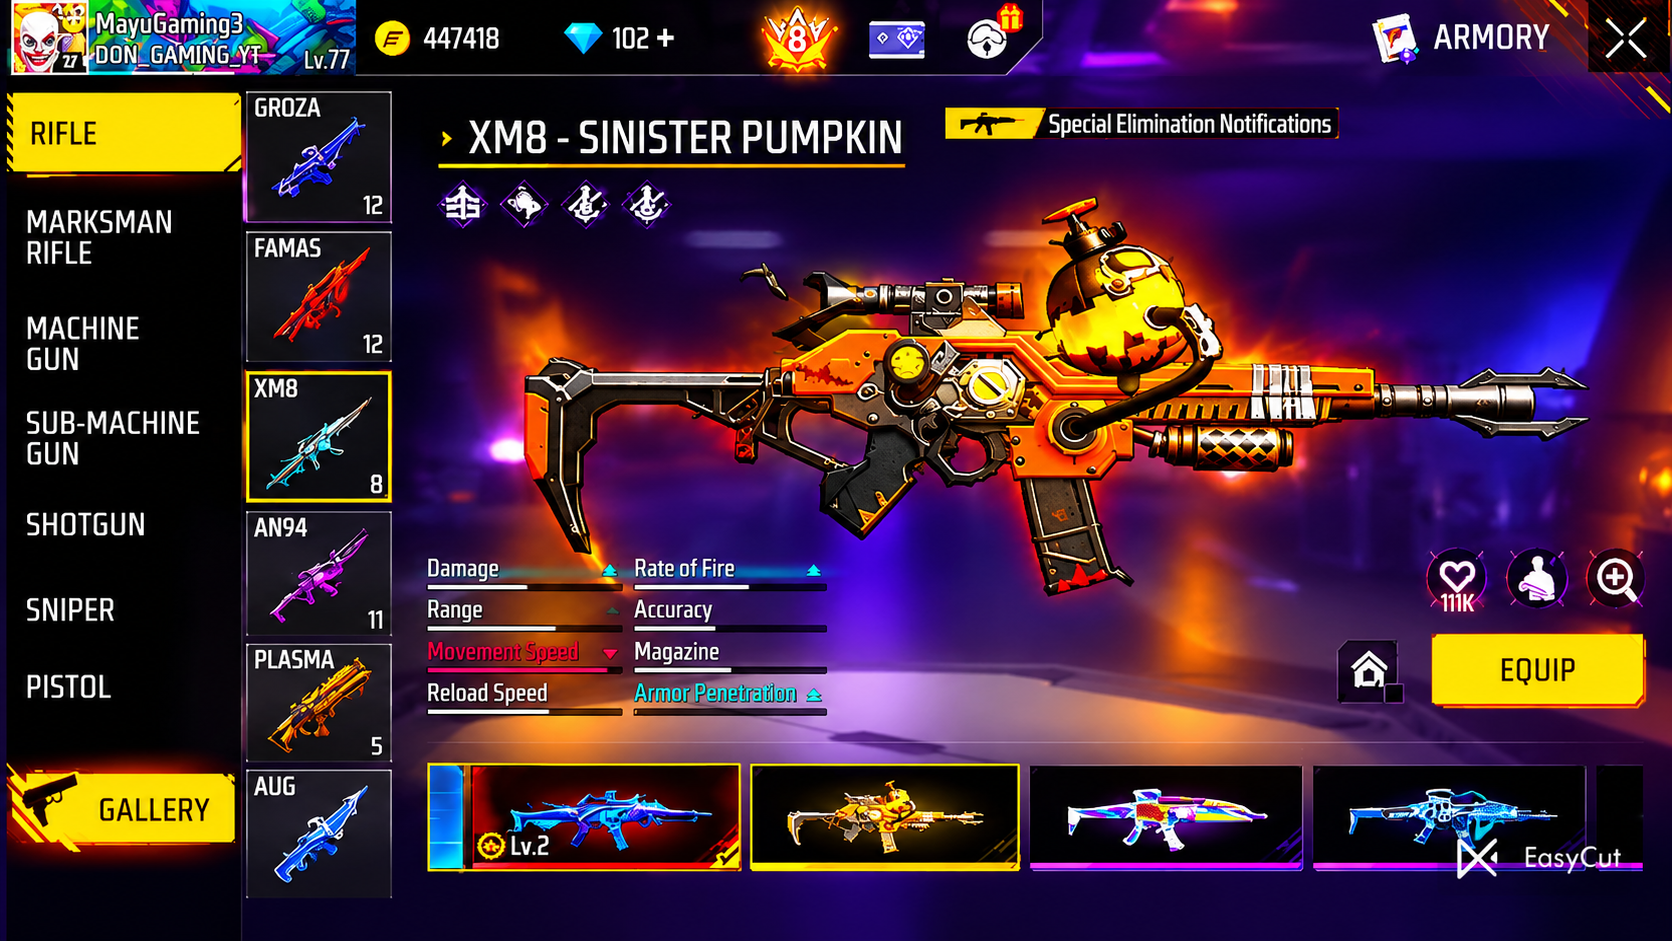 MayuGaming3
DON_GAMING_YT
27
Lv.77
447418
102 +
8
ARMORY
RIFLE
MARKSMAN
RIFLE
MACHINE
GUN
SUB-MACHINE
GUN
SHOTGUN
SNIPER
PISTOL
GALLERY
GROZA
12
FAMAS
12
XM8
8
AN94
11
PLASMA
5
AUG
XM8 - SINISTER PUMPKIN
Special Elimination Notifications
Damage
Rate of Fire
Range
Accuracy
Movement Speed
Magazine
Reload Speed
Armor Penetration
111K
EQUIP
Lv.2
EasyCut